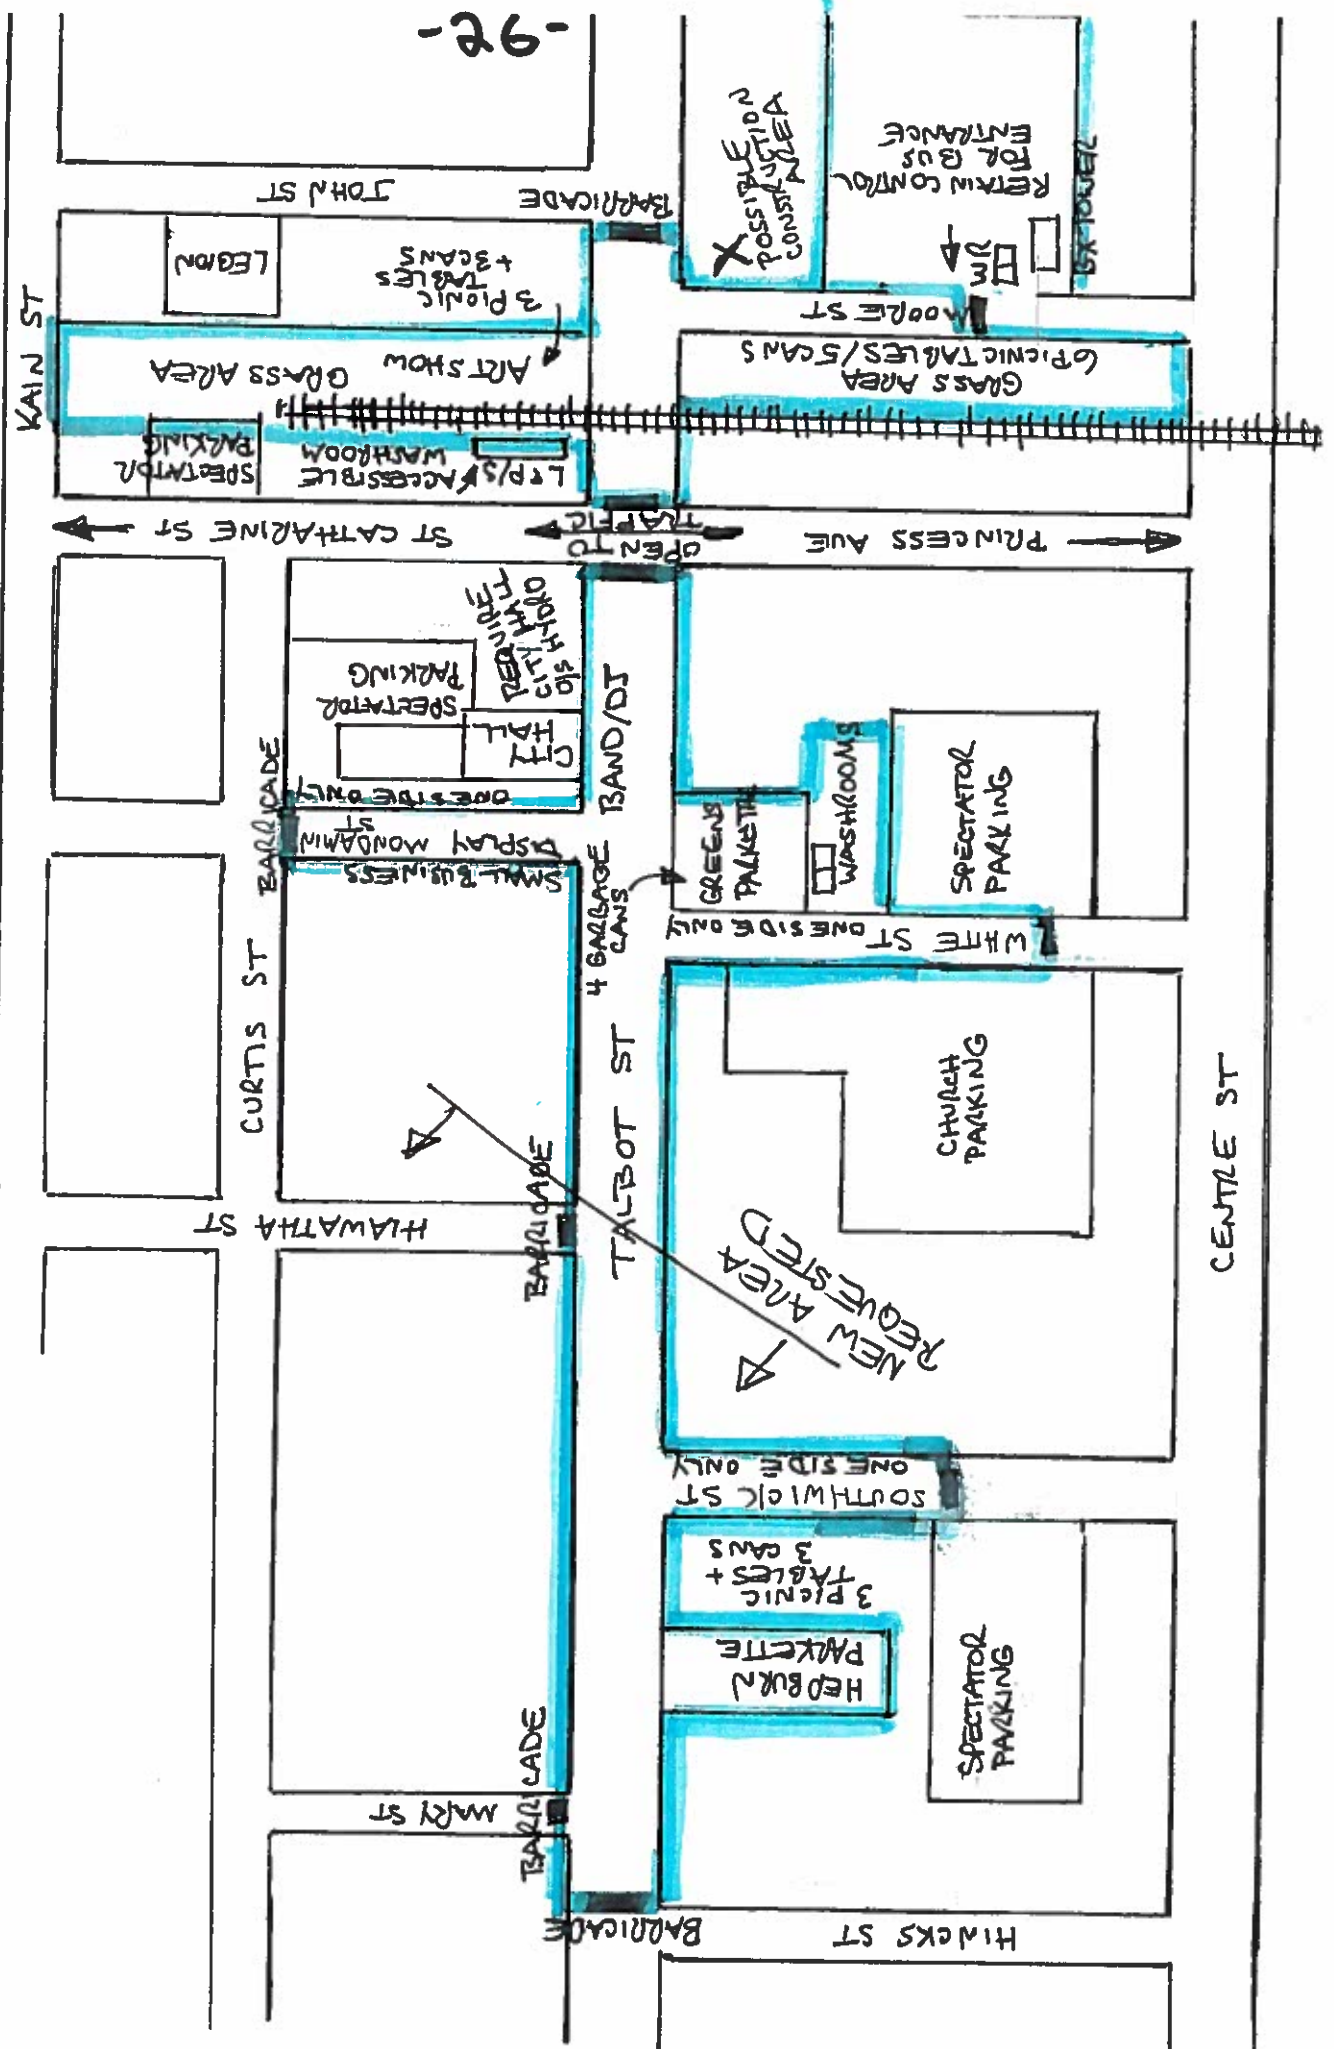 -26-
JOHN ST
BARRICADE
LEGION
3 PICNIC
TABLES
+ 3 CANS
POSSIBLE
CONSTRUCTION
AREA
X
RETAIN CONTROL
FOR BUS
ENTRANCE
WR
BX TOWER
MOORE ST
KAIN ST
ART SHOW
GRASS AREA
GRASS AREA
6 PICNIC TABLES/5 CANS
SPECTATOR
PARKING
ACCESSIBLE
WASHROOM
LTP/S
ST CATHARINE ST
OPEN TO
TRAFFIC
PRINCESS AVE
REQUIRE
CITY HALL
O/S HYDRO
SPECTATOR
PARKING
CITY
HALL
BAND/DJ
BARRICADE
ONE SIDE ONLY
MONDAMIN
ST
SMALL BUSINESS
DISPLAY
4 GARBAGE
CANS
GREENS
PARKETTE
WASHROOMS
SPECTATOR
PARKING
ONE SIDE ONLY
WHITE ST
CURTIS ST
TALBOT ST
CHURCH
PARKING
CENTRE ST
HIAWATHA ST
BARRICADE
NEW AREA
REQUESTED
ONE SIDE ONLY
SOUTHWICK ST
3 PICNIC
TABLES +
3 CANS
HEPBURN
PARKETTE
SPECTATOR
PARKING
MARY ST
BARRICADE
BARRICADE
HINCKS ST